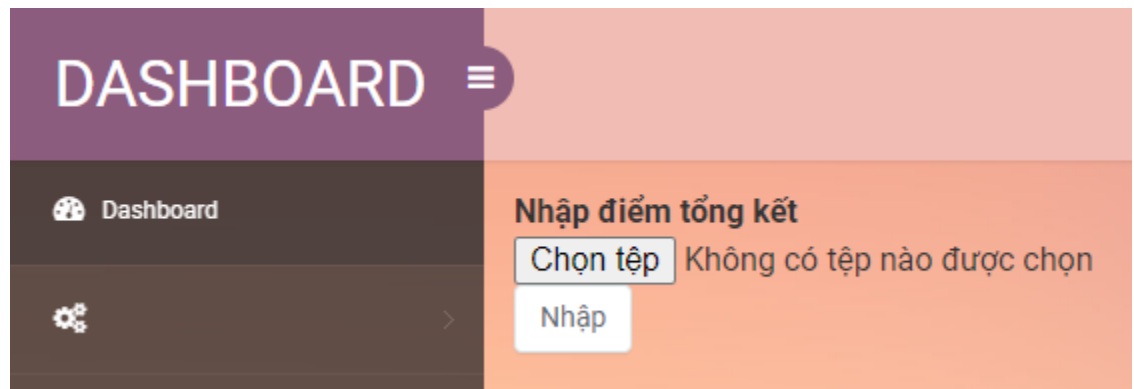 DASHBOARD
Dashboard
Nhập điểm tổng kết
Chọn tệp Không có tệp nào được chọn
Nhập